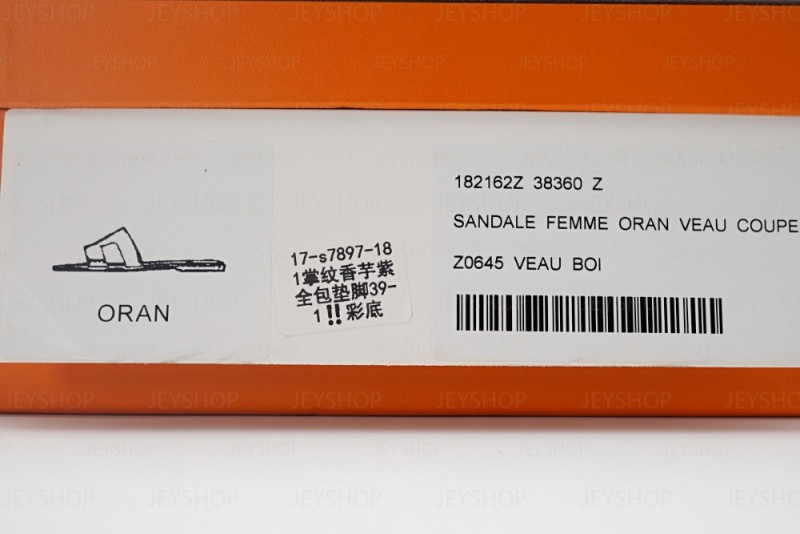 ORAN
17-s7897-18
1掌纹香芋紫
全包垫脚39-
1‼彩底
182162Z 38360 Z
SANDALE FEMME ORAN VEAU COUPE
Z0645 VEAU BOI
JEYSHOP